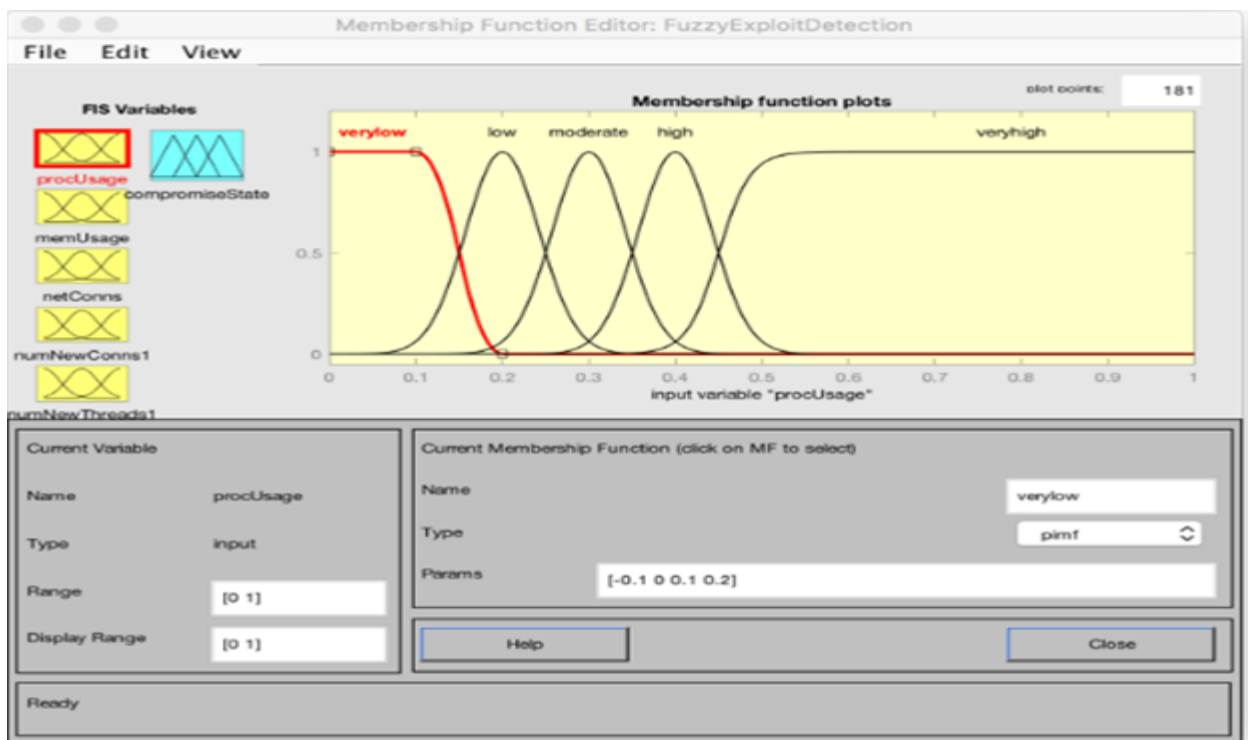 Membership Function Editor: FuzzyExploitDetection
File Edit View
FIS Variables
procUsage
compromiseState
memUsage
netConns
numNewConns1
numNewThreads1
plot points: 181
Membership function plots
verylow low moderate high veryhigh
1
0.5
0
0 0.1 0.2 0.3 0.4 0.5 0.6 0.7 0.8 0.9 1
input variable "procUsage"
Current Variable
Name procUsage
Type input
Range [0 1]
Display Range [0 1]
Current Membership Function (click on MF to select)
Name verylow
Type pimf
Params [-0.1 0 0.1 0.2]
Help Close
Ready